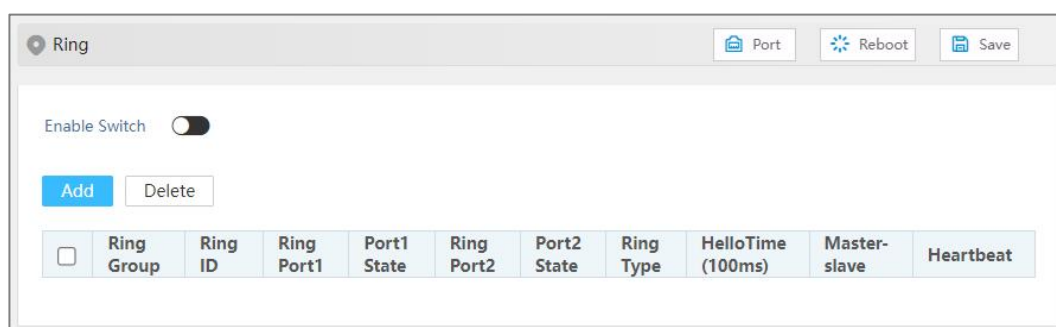 Ring Port Reboot Save
Enable Switch
Add Delete
Ring Group Ring ID Ring Port1 Port1 State Ring Port2 Port2 State Ring Type HelloTime (100ms) Master-slave Heartbeat